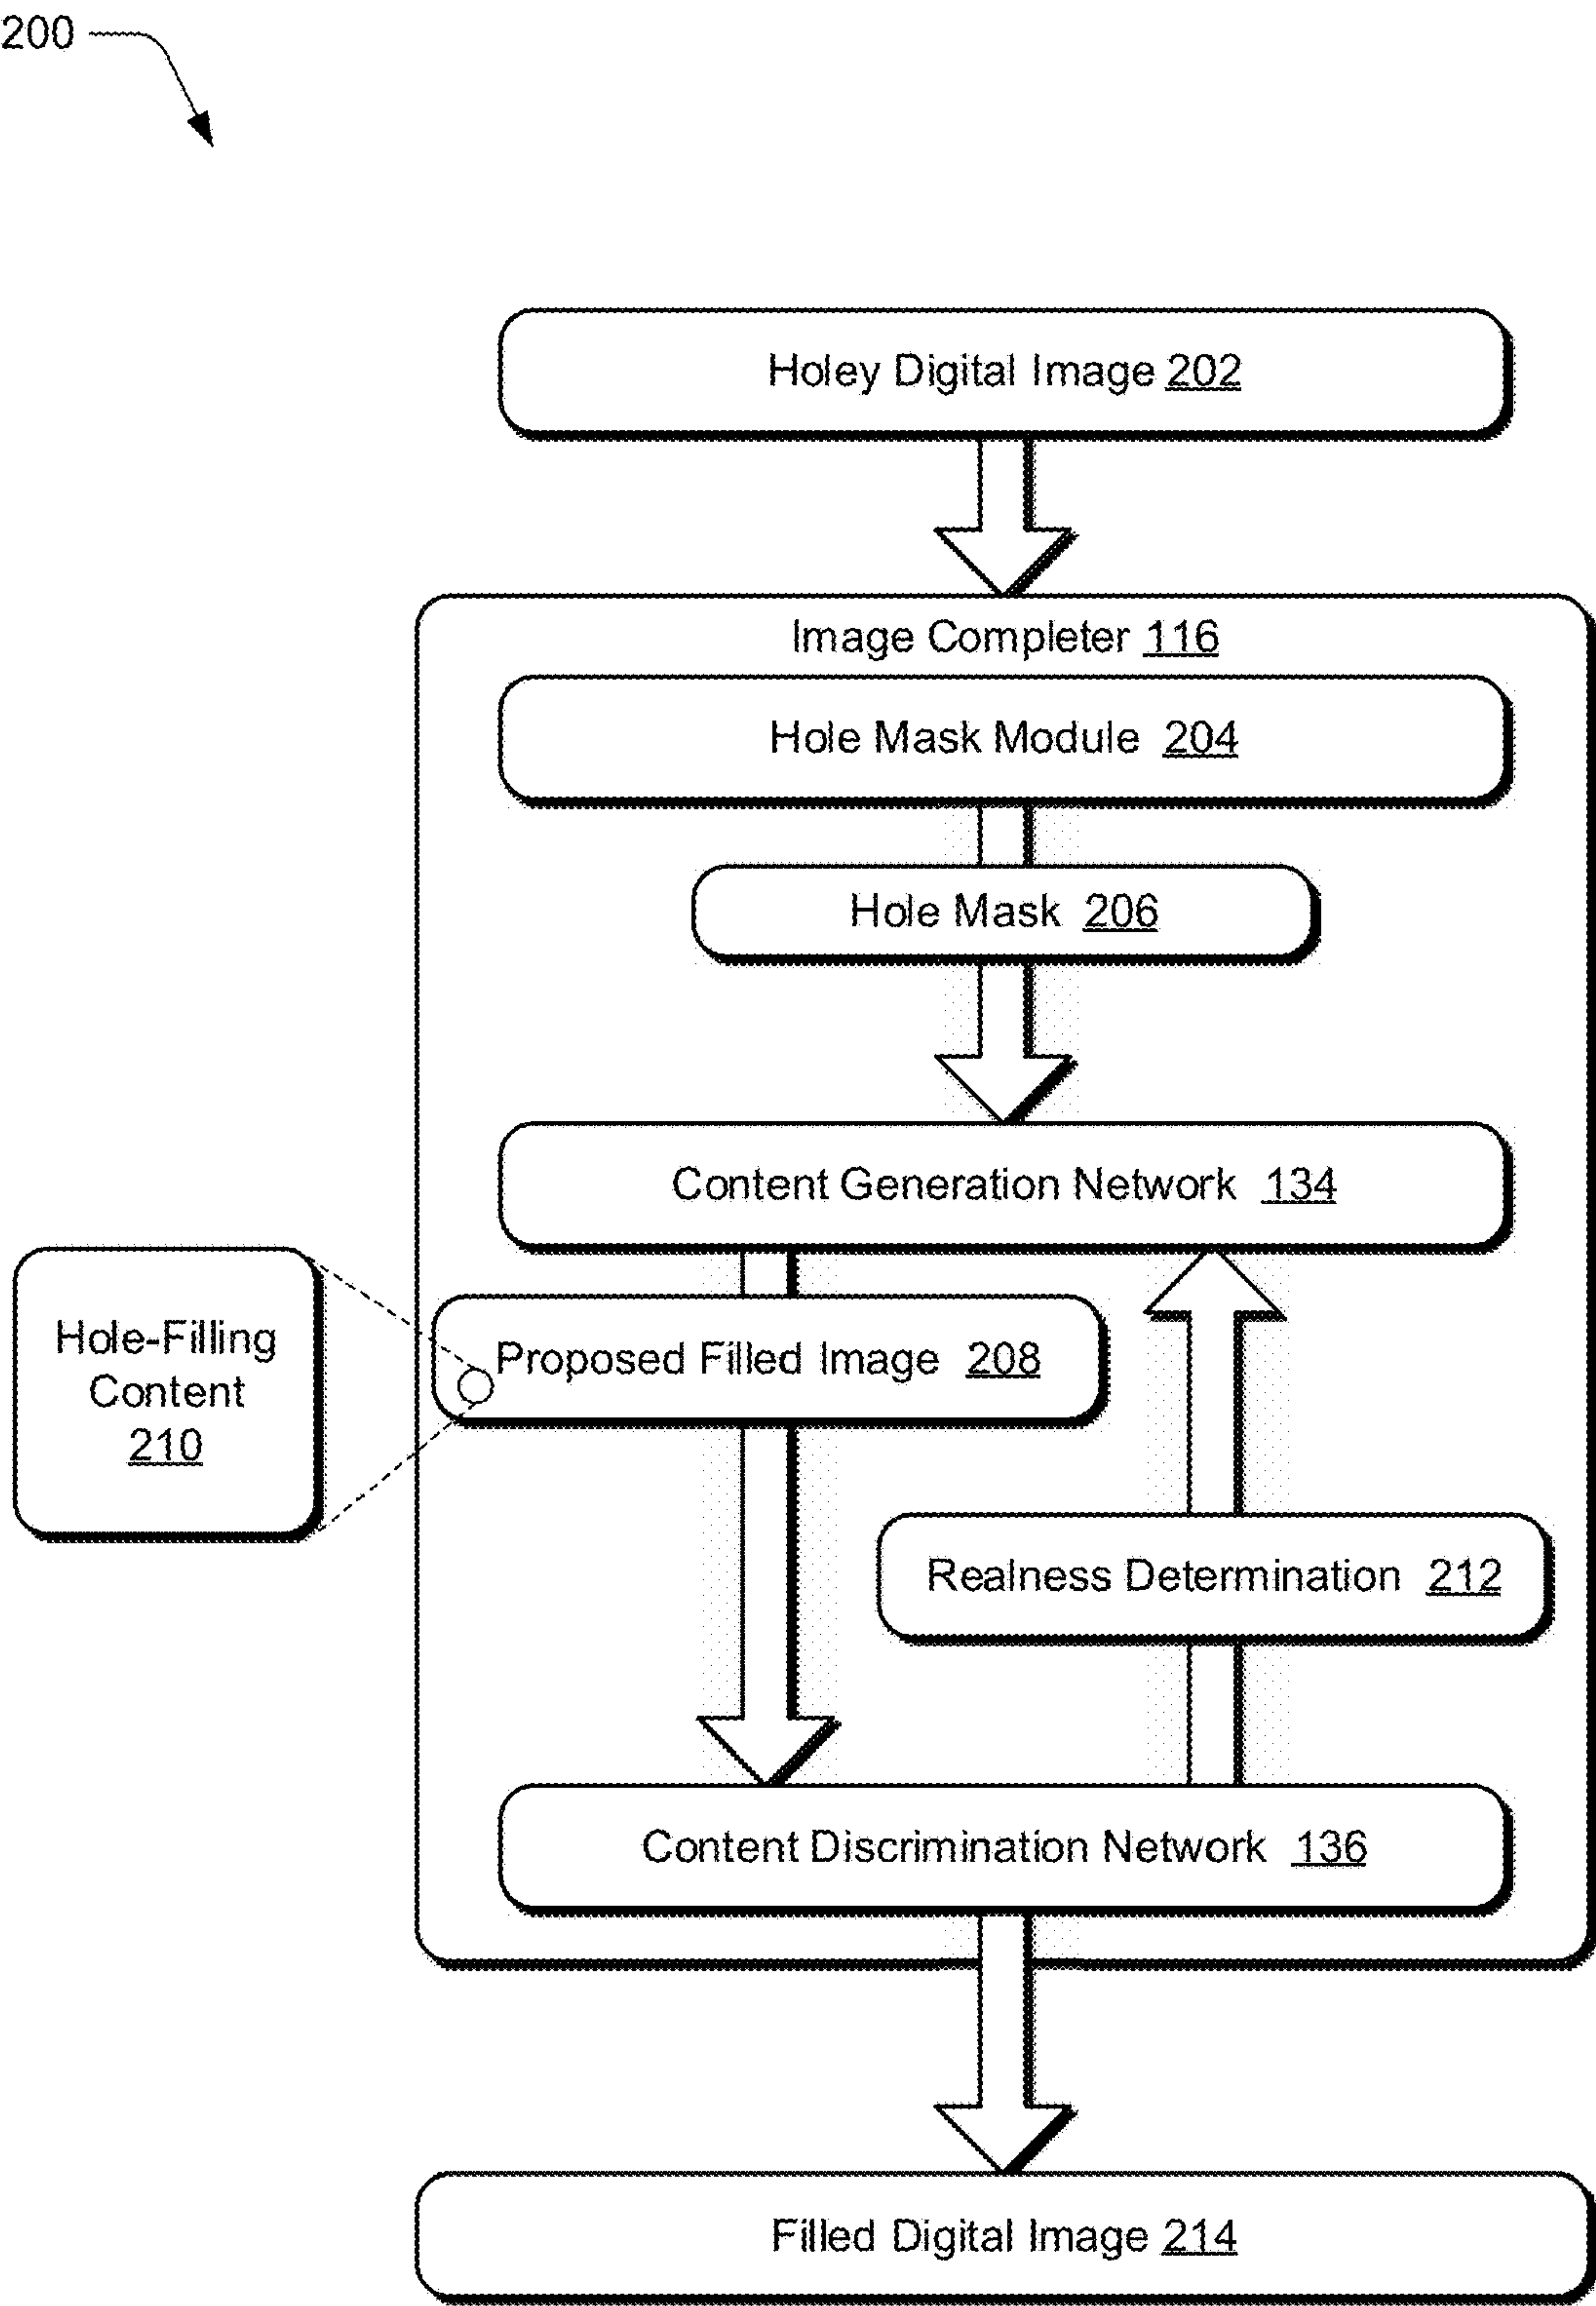 200
Holey Digital Image 202
Image Completer 116
Hole Mask Module 204
Hole Mask 206
Content Generation Network 134
Hole-Filling
Content
210
Proposed Filled Image 208
Realness Determination 212
Content Discrimination Network 136
Filled Digital Image 214